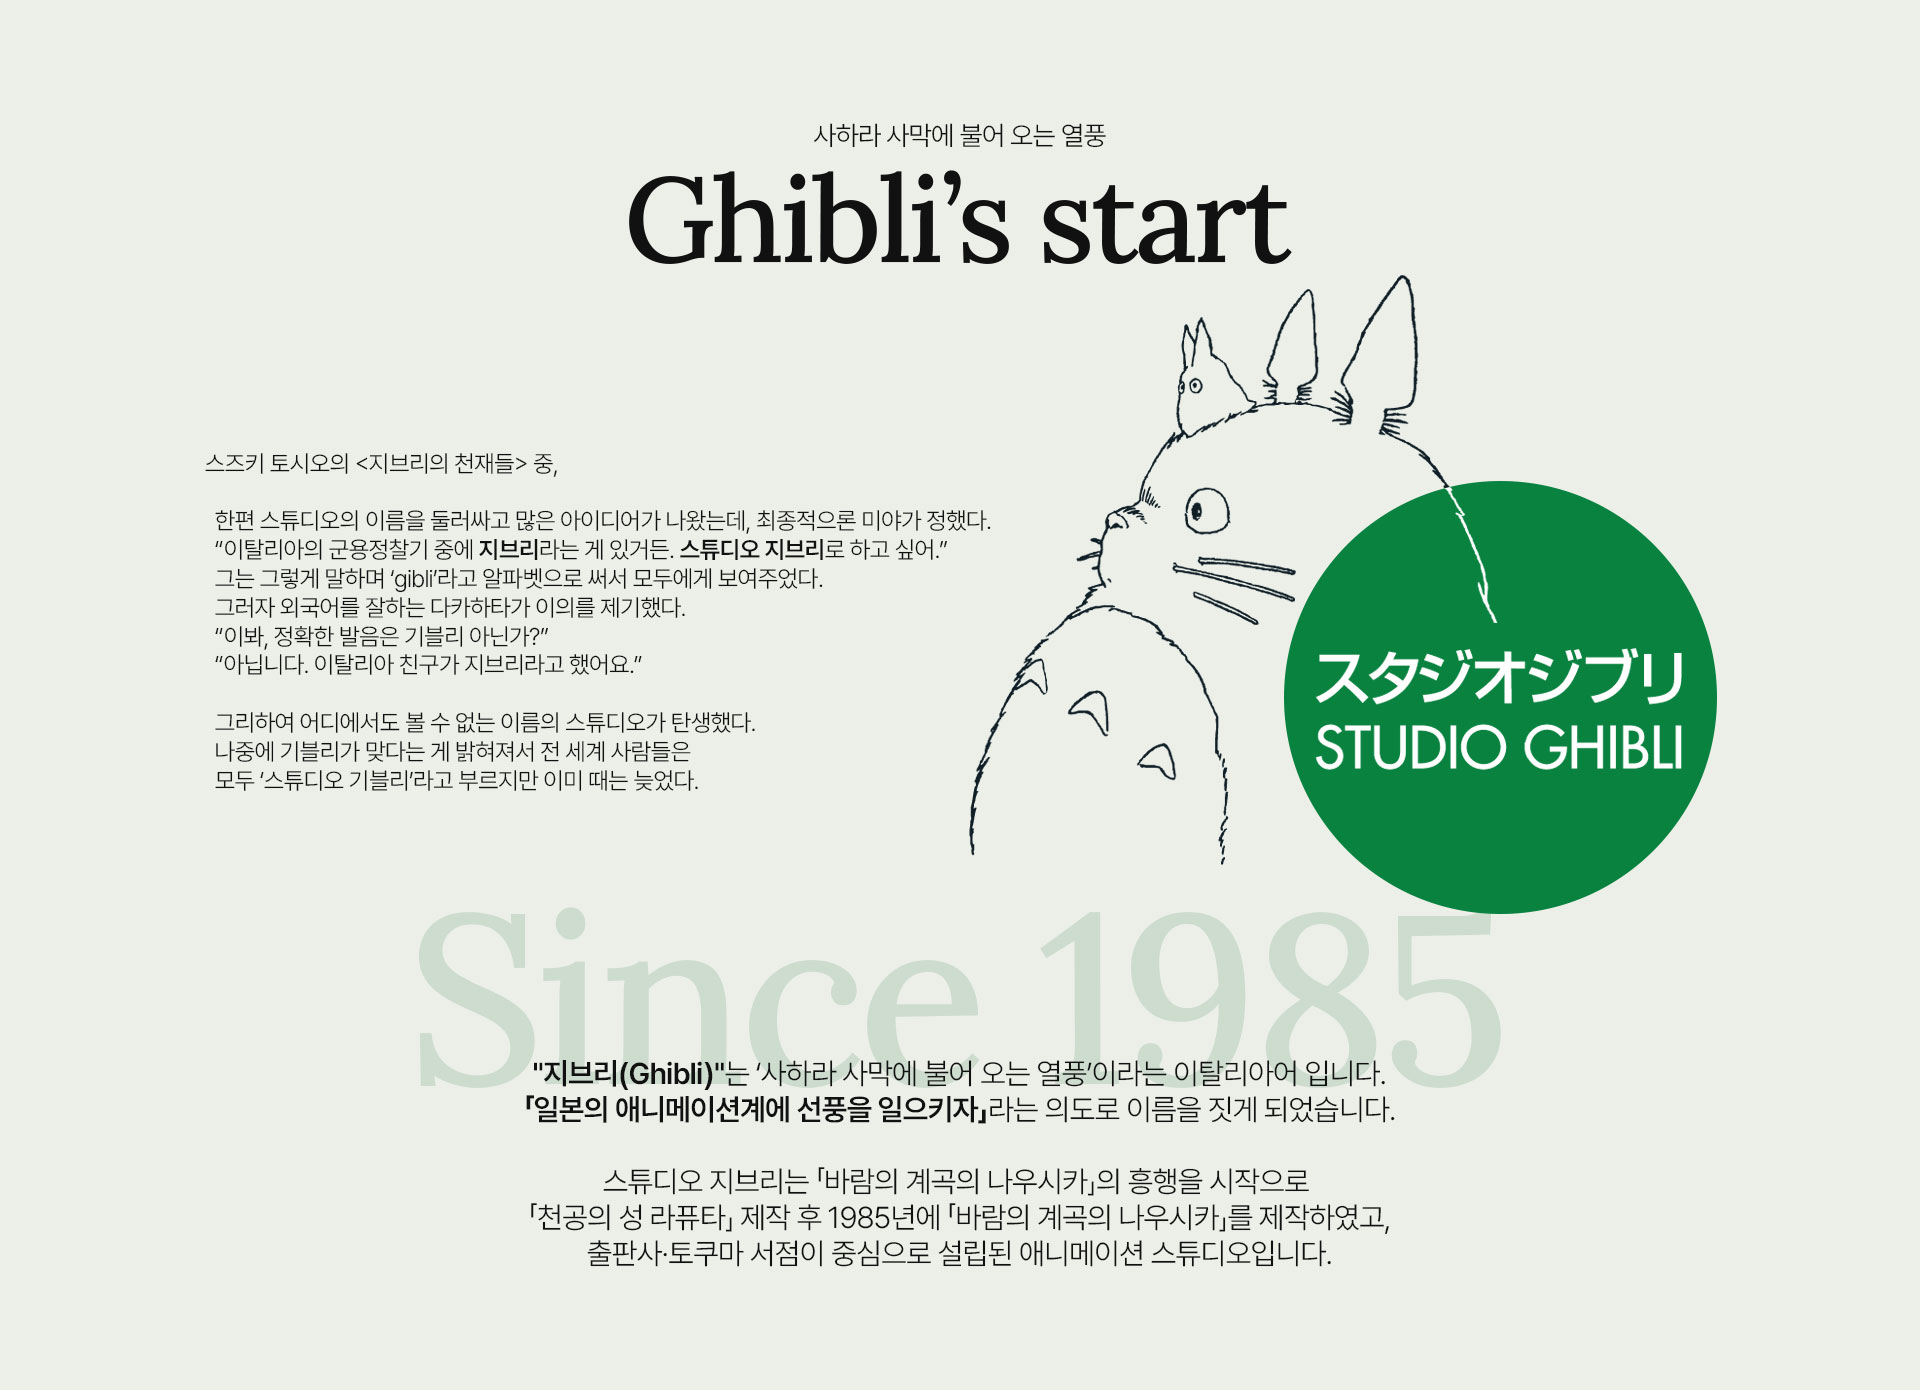 사하라 사막에 불어 오는 열풍
Ghibli’s start
스즈키 토시오의 <지브리의 천재들> 중,
한편 스튜디오의 이름을 둘러싸고 많은 아이디어가 나왔는데, 최종적으론 미야가 정했다.
“이탈리아의 군용정찰기 중에 지브리라는 게 있거든. 스튜디오 지브리로 하고 싶어.”
그는 그렇게 말하며 ‘gibli’라고 알파벳으로 써서 모두에게 보여주었다.
그러자 외국어를 잘하는 다카하타가 이의를 제기했다.
“이봐, 정확한 발음은 기블리 아닌가?”
“아닙니다. 이탈리아 친구가 지브리라고 했어요.”
그리하여 어디에서도 볼 수 없는 이름의 스튜디오가 탄생했다.
나중에 기블리가 맞다는 게 밝혀져서 전 세계 사람들은
모두 ‘스튜디오 기블리’라고 부르지만 이미 때는 늦었다.
スタジオジブリ
STUDIO GHIBLI
Since 1985
"지브리(Ghibli)"는 ‘사하라 사막에 불어 오는 열풍’이라는 이탈리아어 입니다.
「일본의 애니메이션계에 선풍을 일으키자」라는 의도로 이름을 짓게 되었습니다.
스튜디오 지브리는 「바람의 계곡의 나우시카」의 흥행을 시작으로
「천공의 성 라퓨타」 제작 후 1985년에 「바람의 계곡의 나우시카」를 제작하였고,
출판사·토쿠마 서점이 중심으로 설립된 애니메이션 스튜디오입니다.